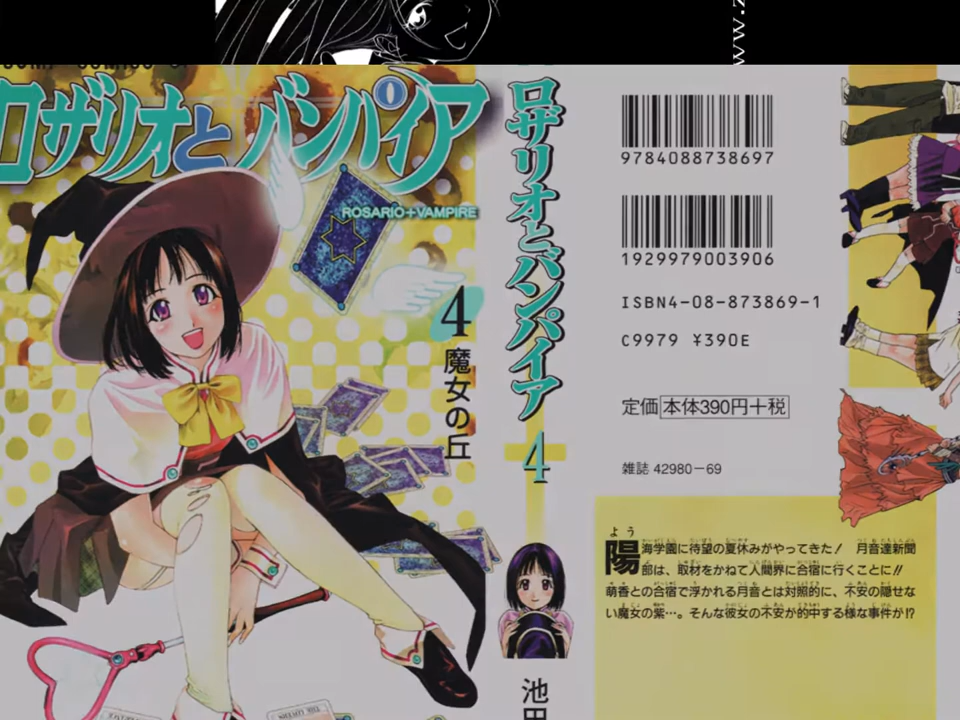 ロザリオとバンパイア
ROSARIO+VAMPIRE
4
魔女の丘
ロザリオとバンパイア
4
池田
9784088738697
1929979003906
ISBN4-08-873869-1
C9979 ¥390E
定価 本体390円+税
雑誌 42980-69
陽海学園に待望の夏休みがやってきた! 月音達新聞
部は、取材をかねて人間界に合宿に行くことに!!
萌香との合宿で浮かれる月音とは対照的に、不安の隠せな
い魔女の紫…。そんな彼女の不安が的中する様な事件が!?